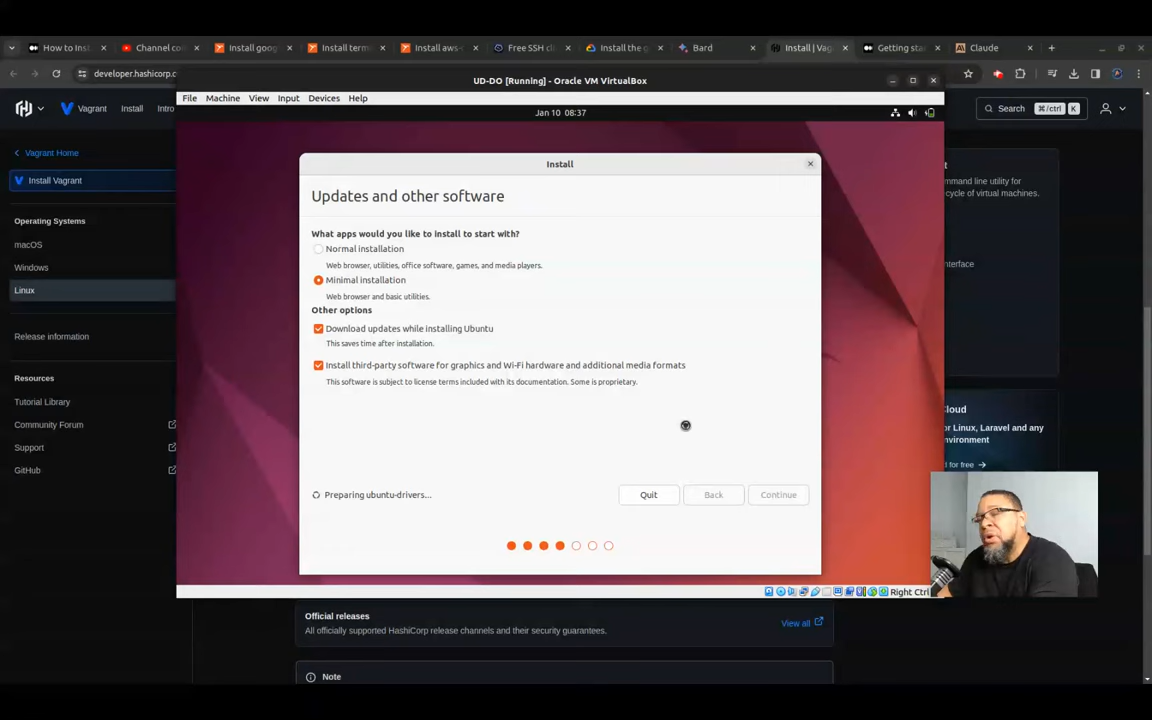 How to Inst
Channel co
Install goog
Install term
Install aws-
Free SSH cl
Install the g
Bard
Install | Vag
Getting star
Claude
developer.hashicorp.c
UD-DO [Running] - Oracle VM VirtualBox
File Machine View Input Devices Help
Jan 10 08:37
Vagrant Install Intro
Search ⌘/ctrl K
Vagrant Home
Install Vagrant
Operating Systems
macOS
Windows
Linux
Release information
Resources
Tutorial Library
Community Forum
Support
GitHub
Install
Updates and other software
What apps would you like to install to start with?
Normal installation
Web browser, utilities, office software, games, and media players.
Minimal installation
Web browser and basic utilities.
Other options
Download updates while installing Ubuntu
This saves time after installation.
Install third-party software for graphics and Wi-Fi hardware and additional media formats
This software is subject to license terms included with its documentation. Some is proprietary.
Preparing ubuntu-drivers...
Quit Back Continue
t
mmand line utility for
cycle of virtual machines.
nterface
Cloud
or Linux, Laravel and any
nvironment
t for free
Right Ctrl
Official releases
All officially supported HashiCorp release channels and their security guarantees.
View all
Note